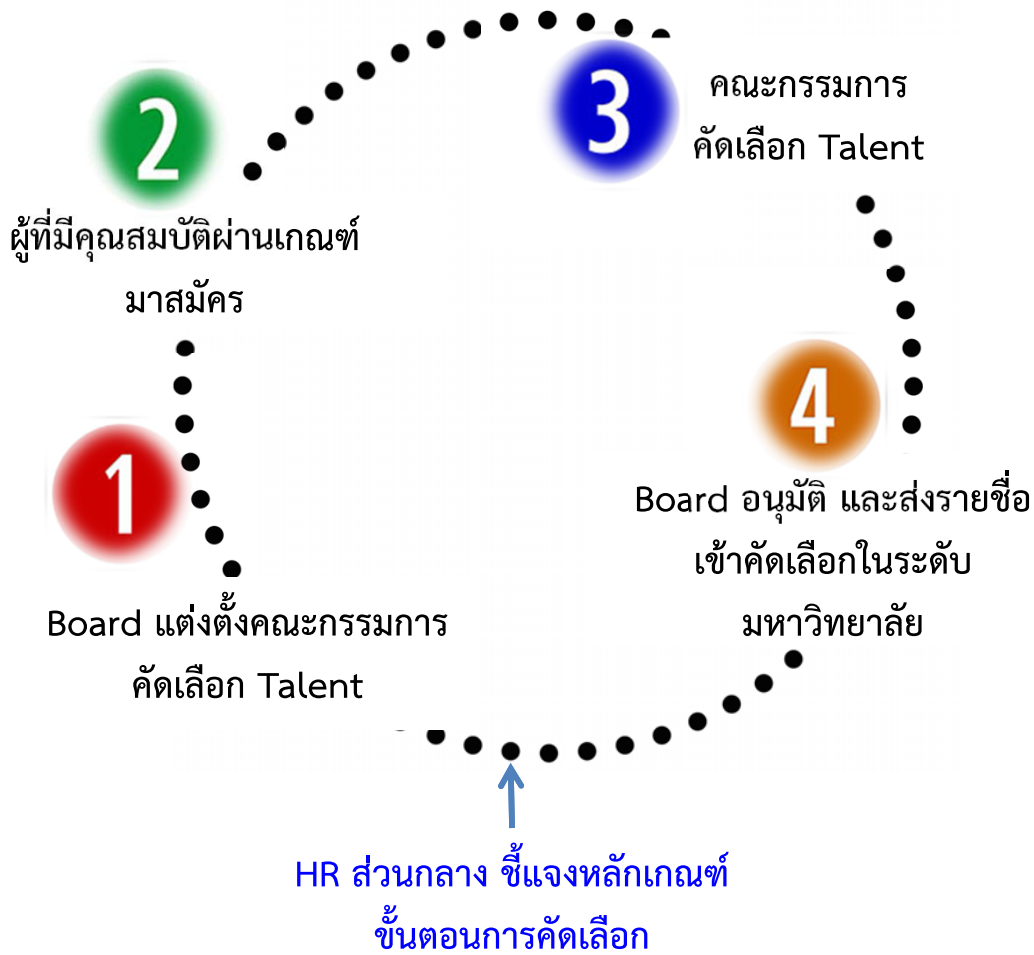 1
Board แต่งตั้งคณะกรรมการ
คัดเลือก Talent
2
ผู้ที่มีคุณสมบัติผ่านเกณฑ์
มาสมัคร
3
คณะกรรมการ
คัดเลือก Talent
4
Board อนุมัติ และส่งรายชื่อ
เข้าคัดเลือกในระดับ
มหาวิทยาลัย
HR ส่วนกลาง ชี้แจงหลักเกณฑ์
ขั้นตอนการคัดเลือก